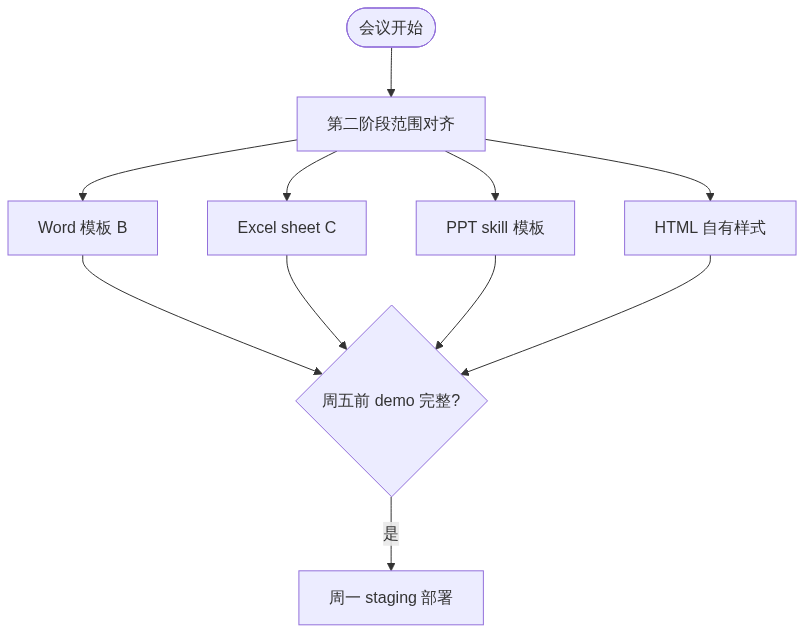 会议开始
第二阶段范围对齐
Word 模板 B
Excel sheet C
PPT skill 模板
HTML 自有样式
周五前 demo 完整?
是
周一 staging 部署